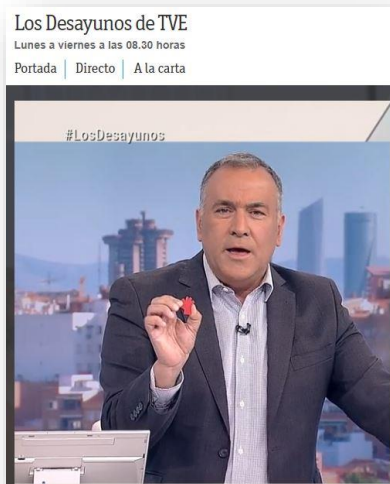 Los Desayunos de TVE
Lunes a viernes a las 08.30 horas
Portada Directo A la carta
#LosDesayunos